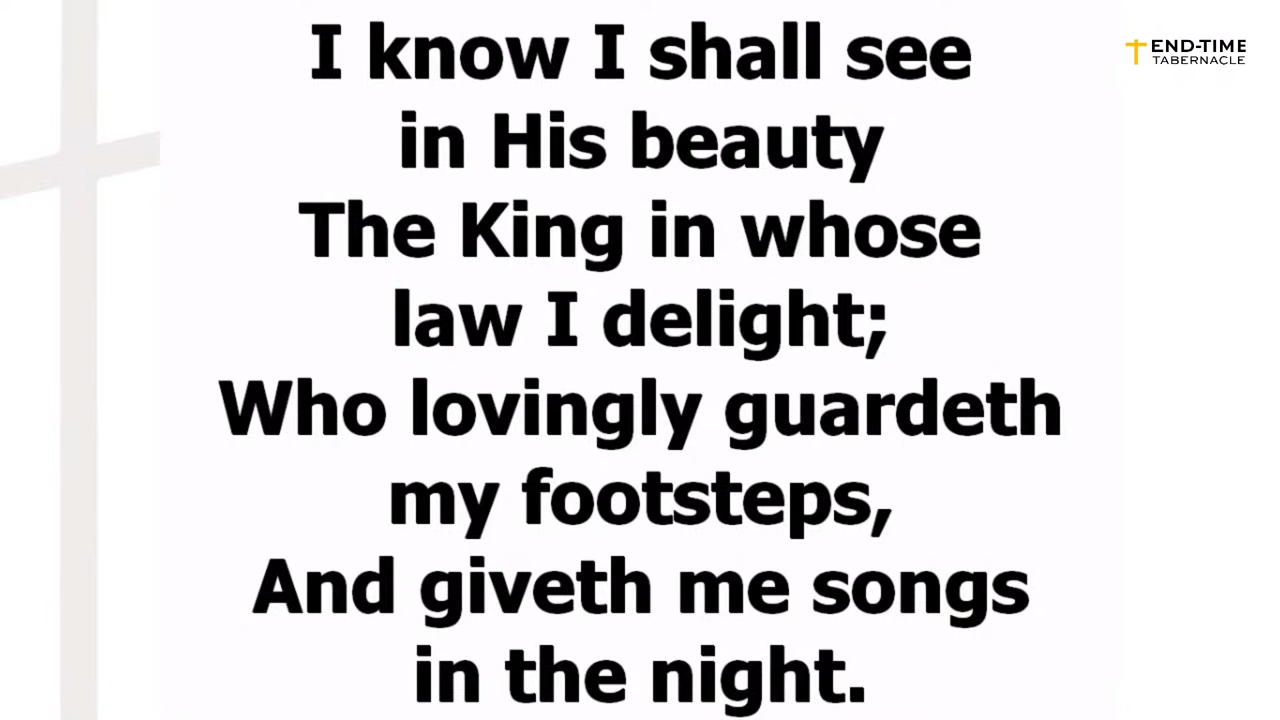 I know I shall see
in His beauty
The King in whose
law I delight;
Who lovingly guardeth
my footsteps,
And giveth me songs
in the night.
END-TIME
TABERNACLE